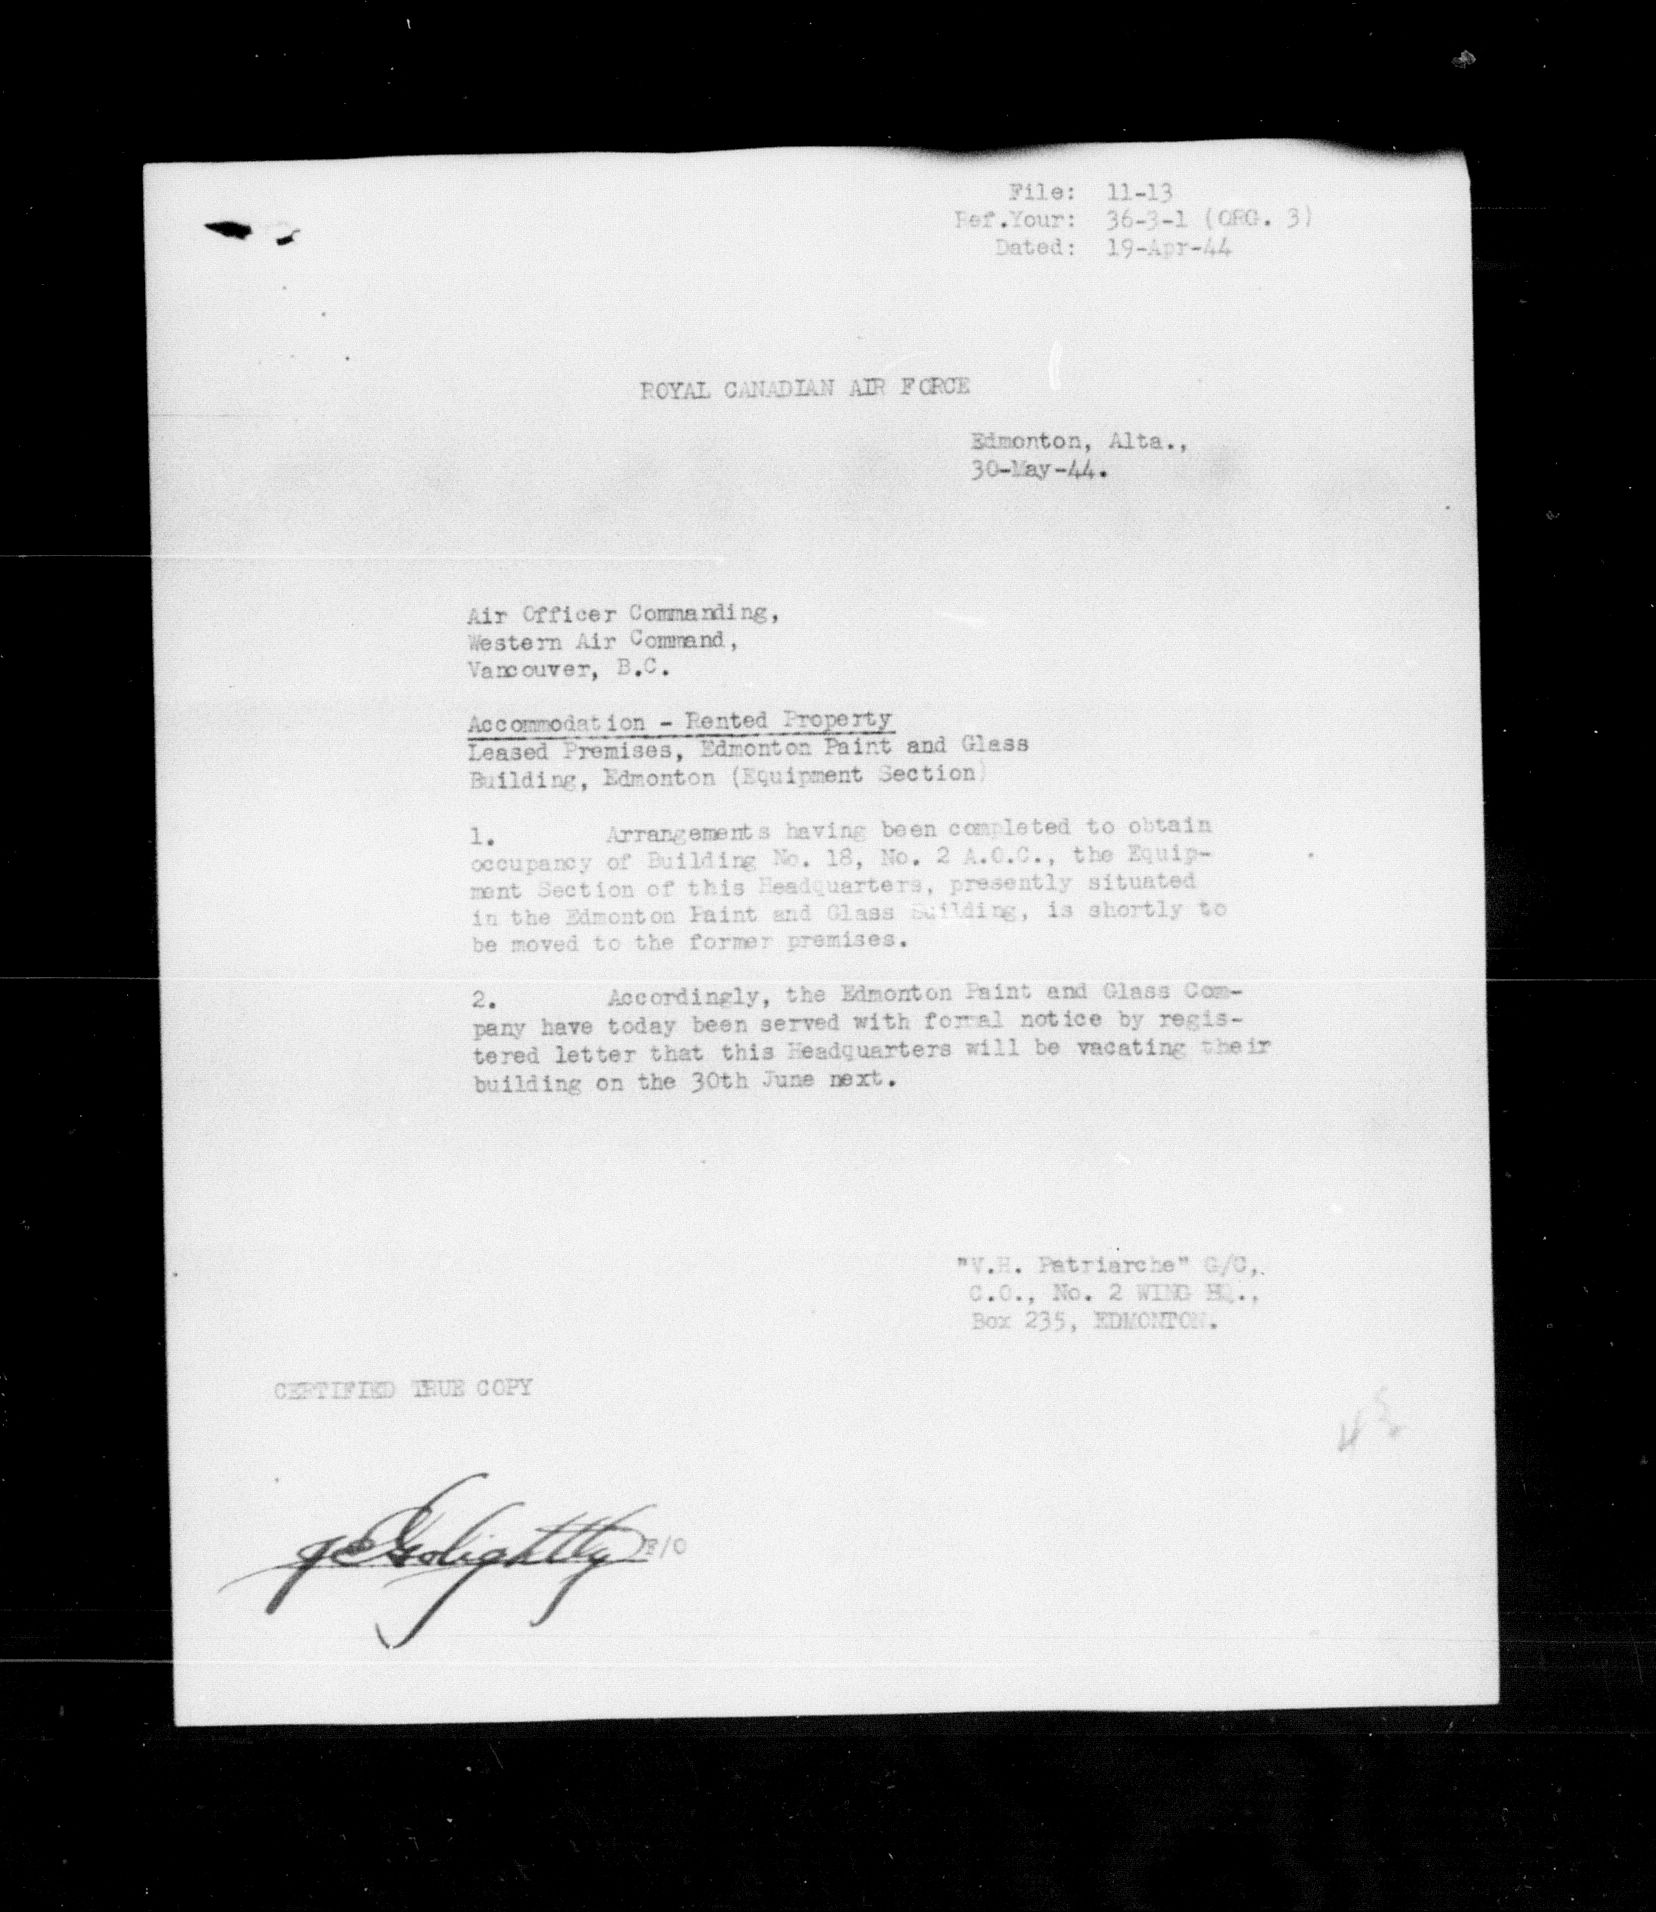 File: 11-13
Ref.Your: 36-3-1 (ORG. 3)
Dated: 19-Apr-44
ROYAL CANADIAN AIR FORCE
Edmonton, Alta.,
30-May-44.
Air Officer Commanding,
Western Air Command,
Vancouver, B.C.
Accommodation - Rented Property
Leased Premises, Edmonton Paint and Glass
Building, Edmonton (Equipment Section)
1. Arrangements having been completed to obtain
occupancy of Building No. 18, No. 2 A.O.C., the Equip-
ment Section of this Headquarters, presently situated
in the Edmonton Paint and Glass Building, is shortly to
be moved to the former premises.
2. Accordingly, the Edmonton Paint and Glass Com-
pany have today been served with formal notice by regis-
tered letter that this Headquarters will be vacating their
building on the 30th June next.
"V.H. Patriarche" G/C,
C.O., No. 2 WING HQ.,
Box 235, EDMONTON.
CERTIFIED TRUE COPY
Golightly F/O